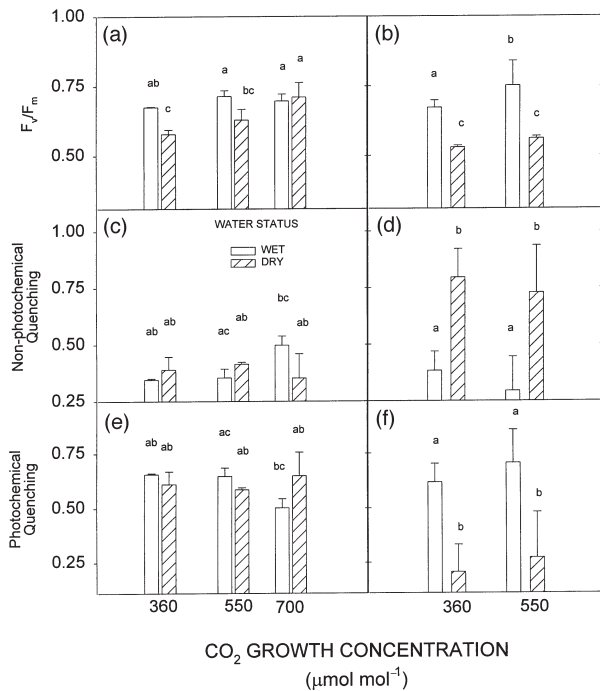 1.00
(a)
(b)
a
a
a
b
ab
a
bc
c
c
c
0.75
0.50
F_v/F_m
1.00
(c)
WATER STATUS
WET
DRY
(d)
b
b
0.75
bc
ab
ab
ac
ab
ab
a
a
0.50
0.25
Non-photochemical
Quenching
(e)
(f)
ab
ab
ac
ab
bc
ab
a
a
b
b
0.75
0.50
0.25
Photochemical
Quenching
360
550
700
360
550
CO₂ GROWTH CONCENTRATION
(μmol mol⁻¹)